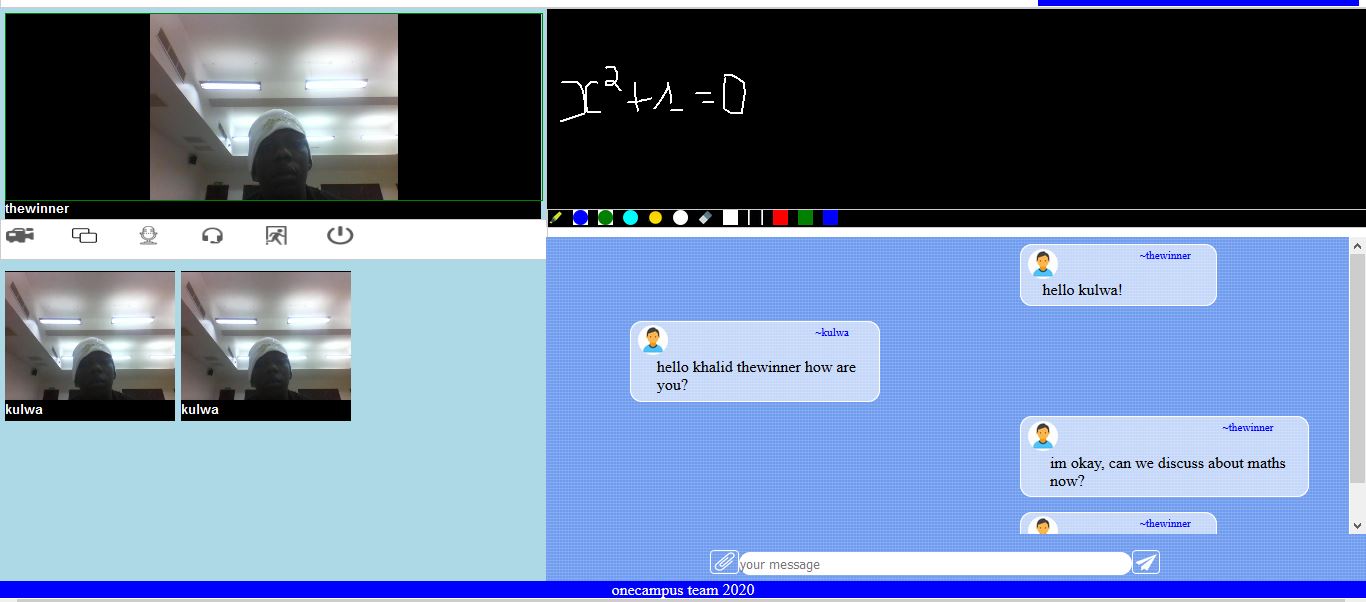 thewinner
kulwa
kulwa
x²+1=0
~thewinner
hello kulwa!
~kulwa
hello khalid thewinner how are
you?
~thewinner
im okay, can we discuss about maths
now?
~thewinner
your message
onecampus team 2020